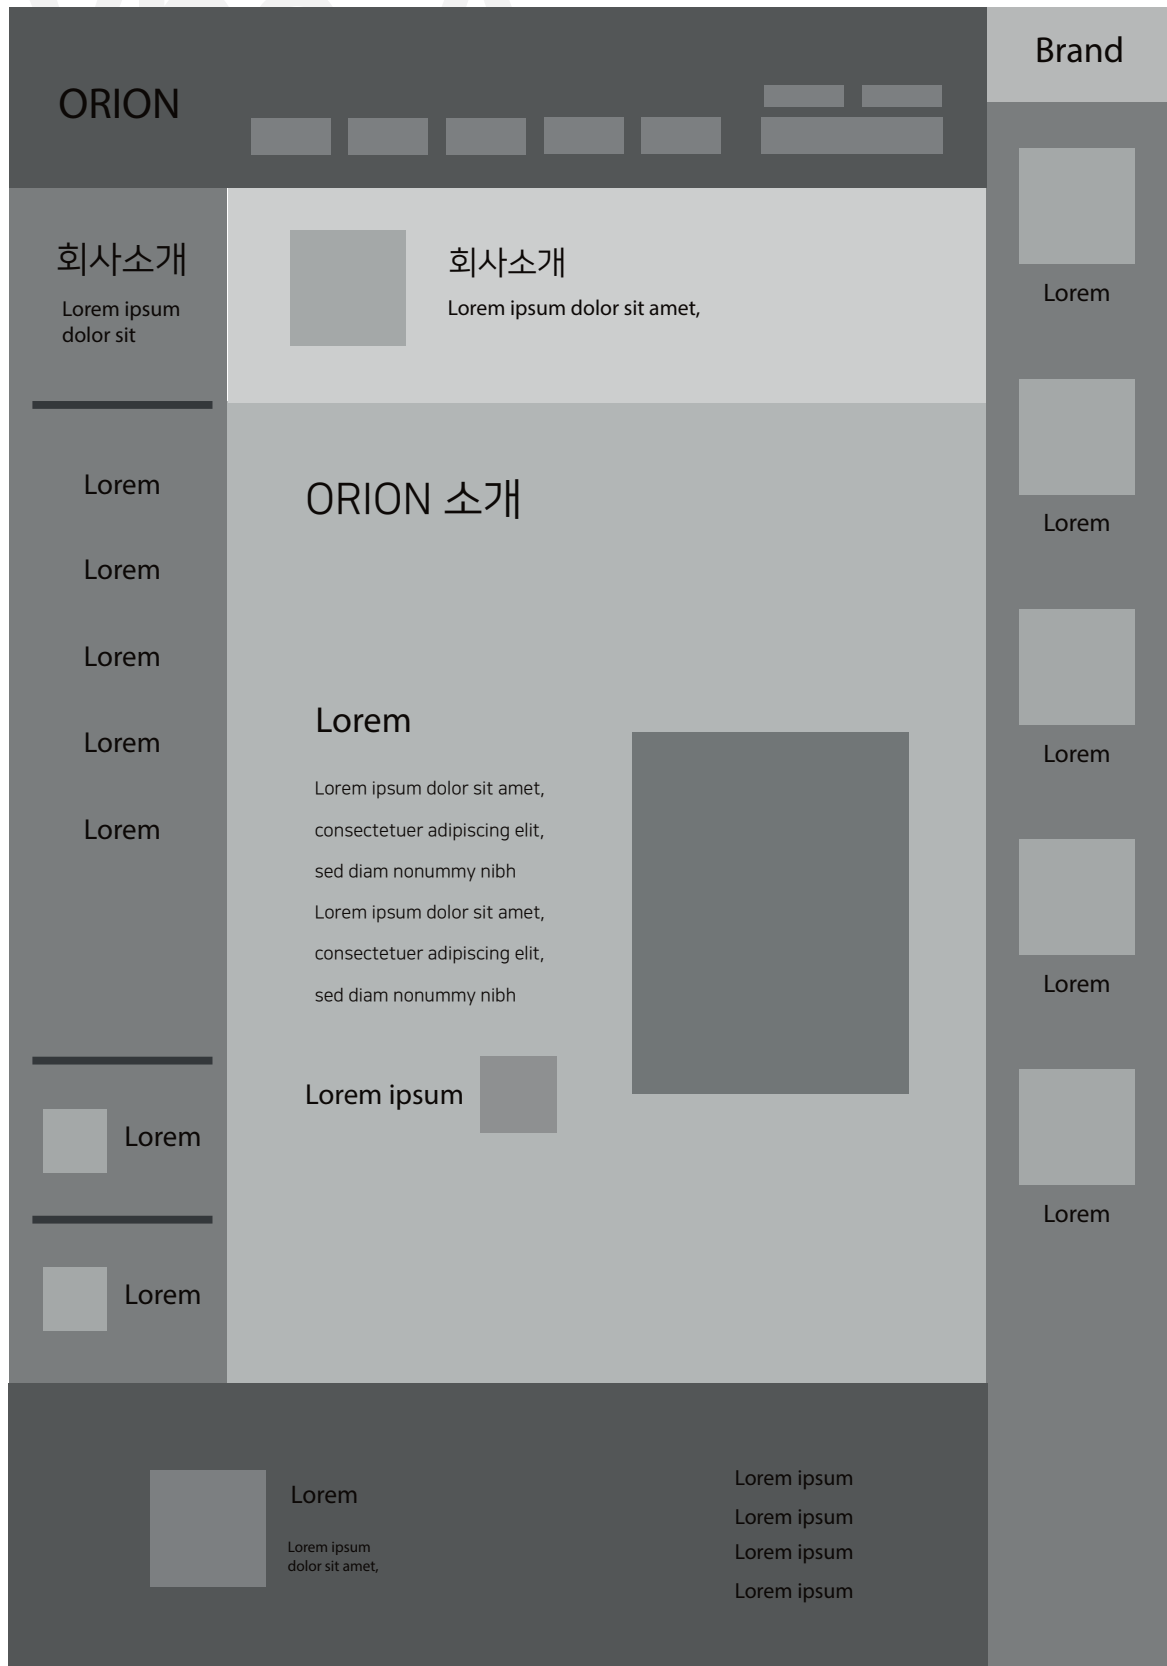 ORION
Brand
회사소개
Lorem ipsum
dolor sit
Lorem
Lorem
Lorem
Lorem
Lorem
Lorem
Lorem
회사소개
Lorem ipsum dolor sit amet,
ORION 소개
Lorem
Lorem ipsum dolor sit amet,
consectetuer adipiscing elit,
sed diam nonummy nibh
Lorem ipsum dolor sit amet,
consectetuer adipiscing elit,
sed diam nonummy nibh
Lorem ipsum
Lorem
Lorem
Lorem
Lorem
Lorem
Lorem
Lorem ipsum
dolor sit amet,
Lorem ipsum
Lorem ipsum
Lorem ipsum
Lorem ipsum